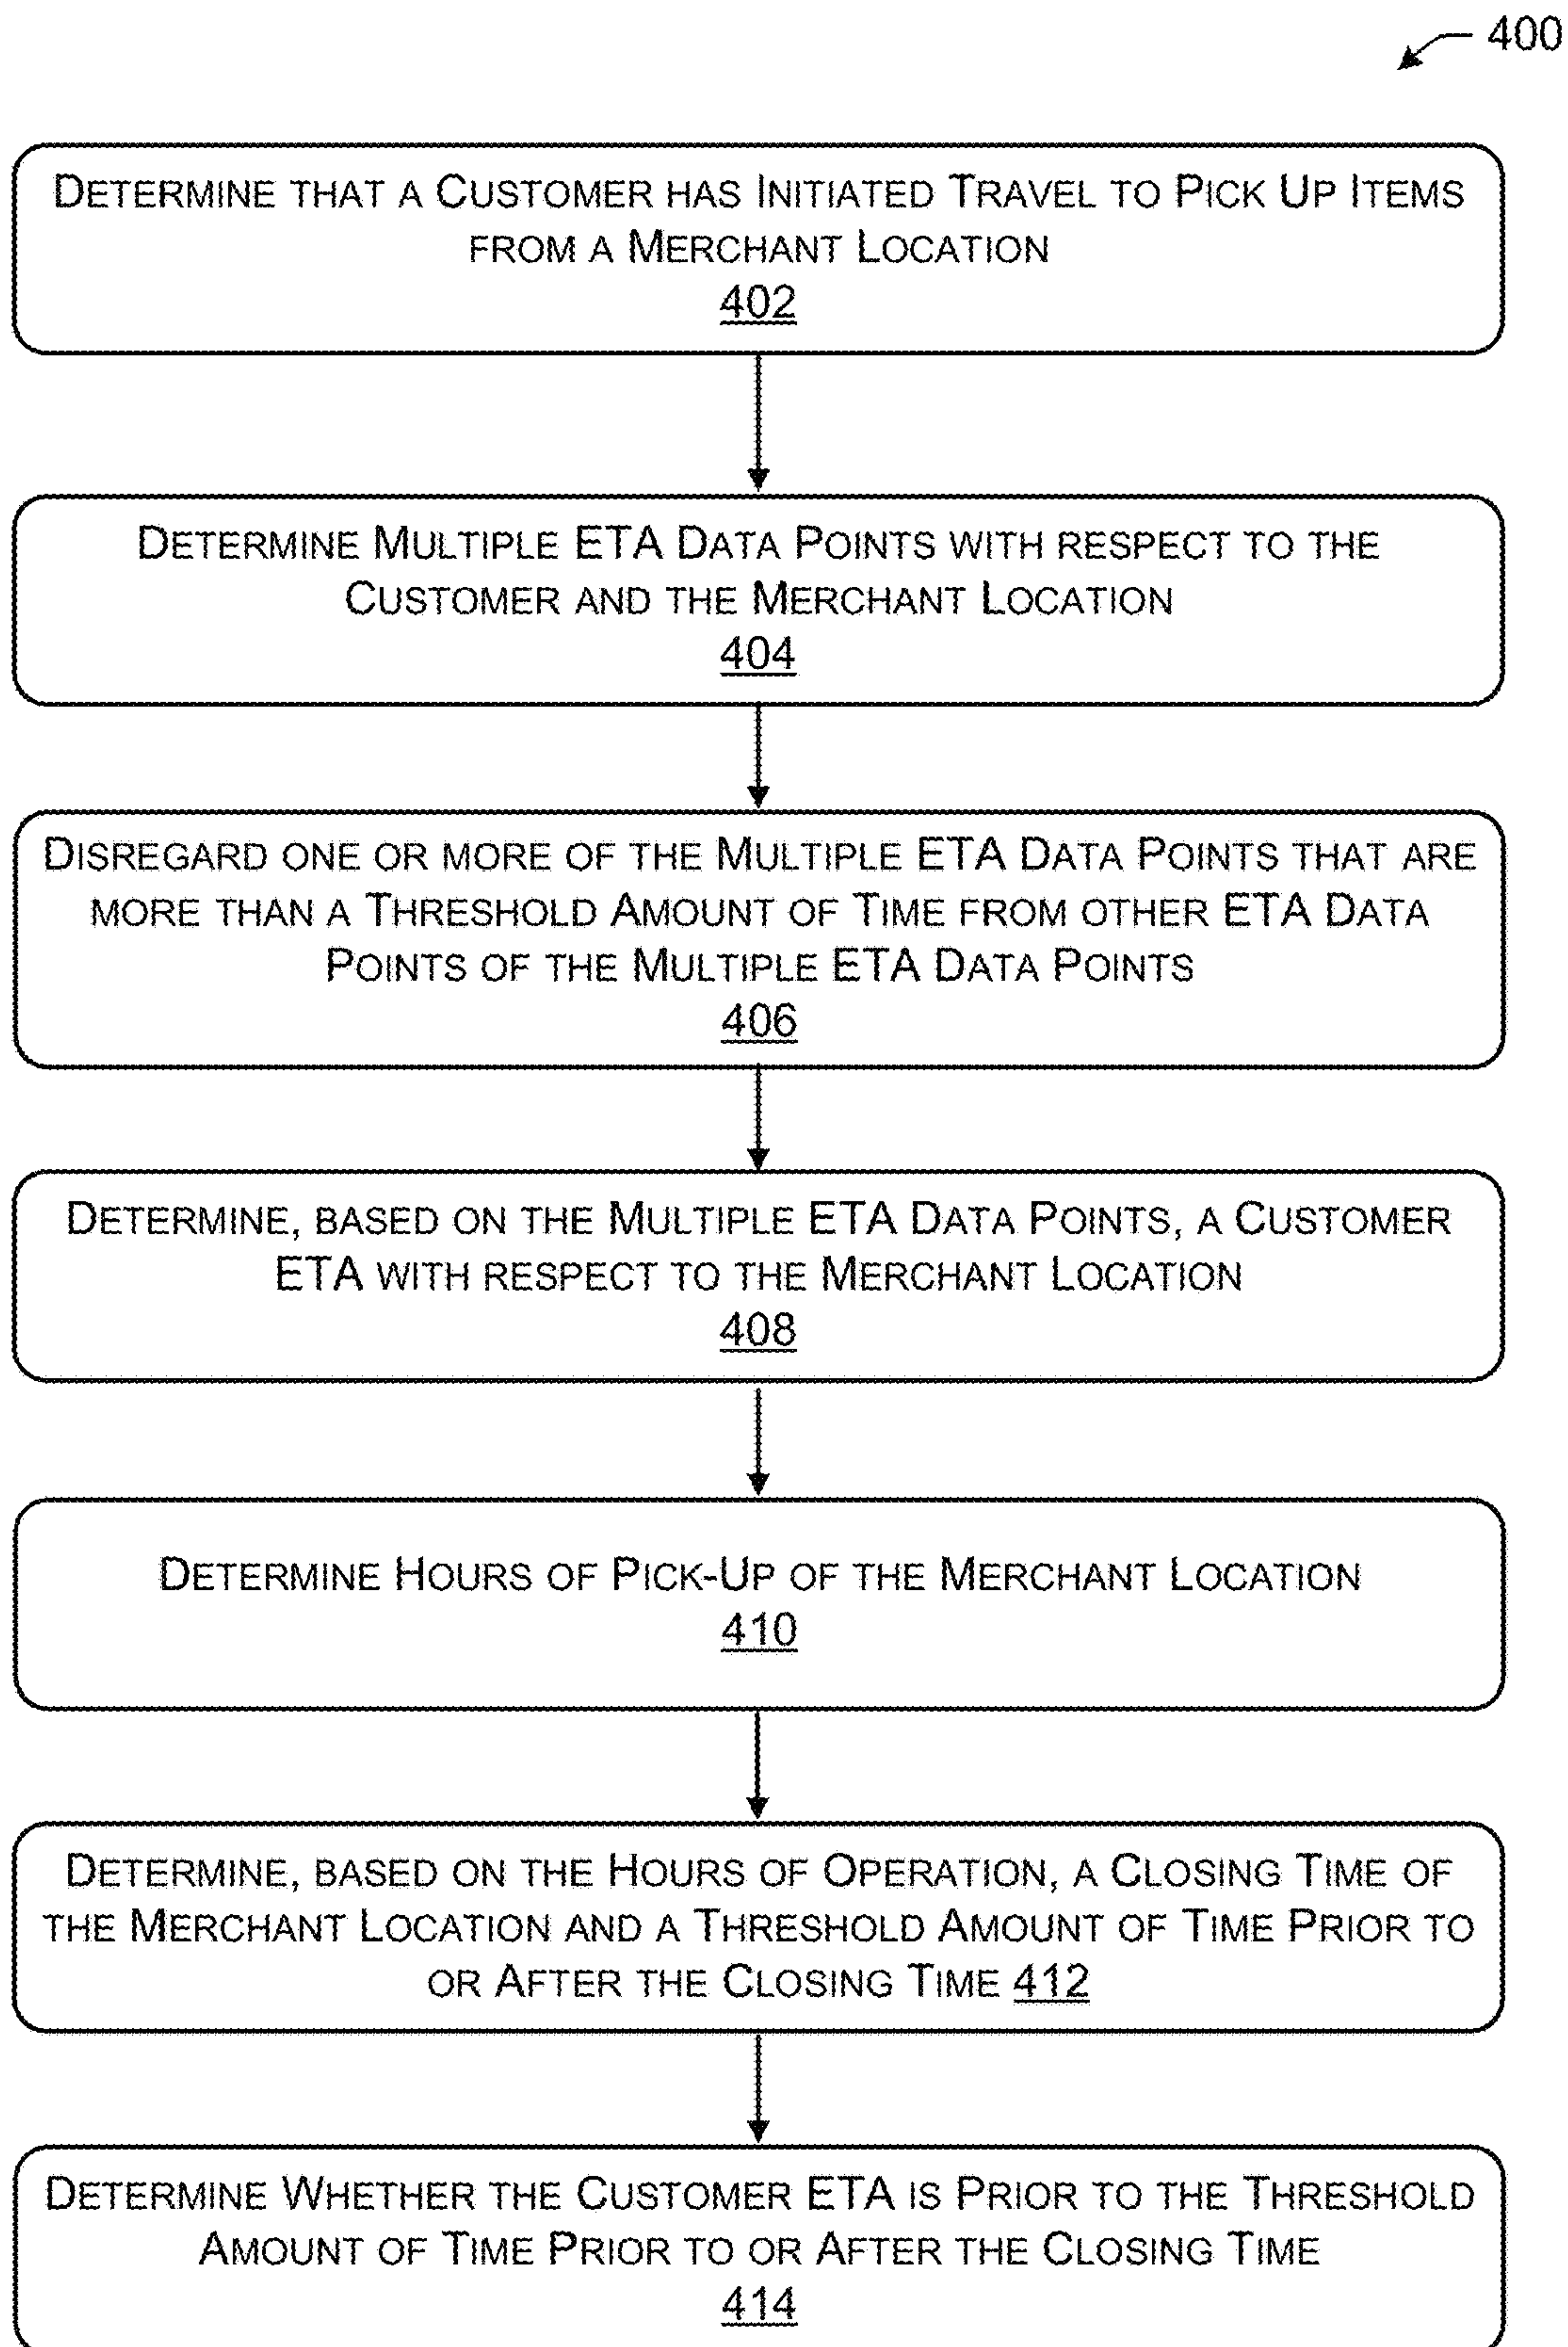 400
DETERMINE THAT A CUSTOMER HAS INITIATED TRAVEL TO PICK UP ITEMS
FROM A MERCHANT LOCATION
402
DETERMINE MULTIPLE ETA DATA POINTS WITH RESPECT TO THE
CUSTOMER AND THE MERCHANT LOCATION
404
DISREGARD ONE OR MORE OF THE MULTIPLE ETA DATA POINTS THAT ARE
MORE THAN A THRESHOLD AMOUNT OF TIME FROM OTHER ETA DATA
POINTS OF THE MULTIPLE ETA DATA POINTS
406
DETERMINE, BASED ON THE MULTIPLE ETA DATA POINTS, A CUSTOMER
ETA WITH RESPECT TO THE MERCHANT LOCATION
408
DETERMINE HOURS OF PICK-UP OF THE MERCHANT LOCATION
410
DETERMINE, BASED ON THE HOURS OF OPERATION, A CLOSING TIME OF
THE MERCHANT LOCATION AND A THRESHOLD AMOUNT OF TIME PRIOR TO
OR AFTER THE CLOSING TIME 412
DETERMINE WHETHER THE CUSTOMER ETA IS PRIOR TO THE THRESHOLD
AMOUNT OF TIME PRIOR TO OR AFTER THE CLOSING TIME
414